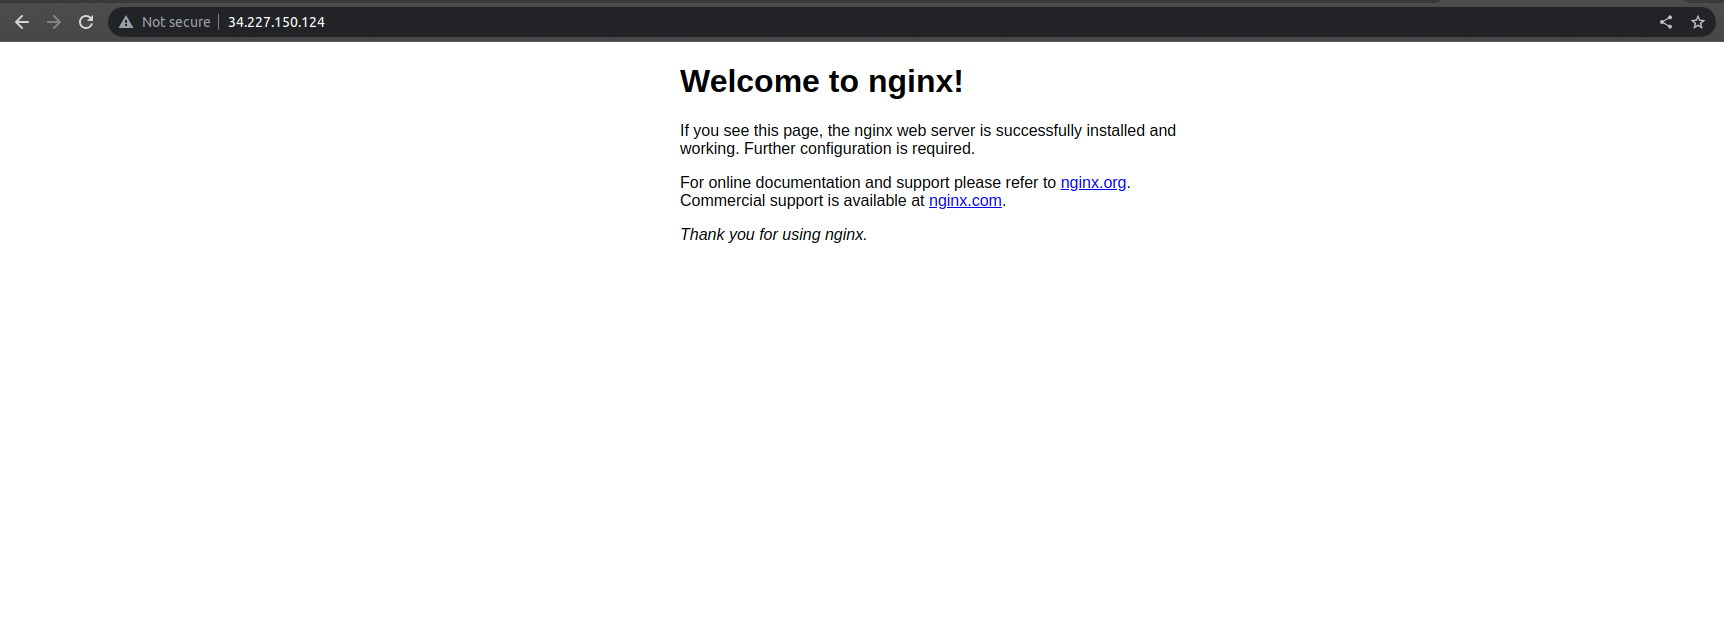 Not secure 34.227.150.124
Welcome to nginx!
If you see this page, the nginx web server is successfully installed and
working. Further configuration is required.
For online documentation and support please refer to nginx.org.
Commercial support is available at nginx.com.
Thank you for using nginx.